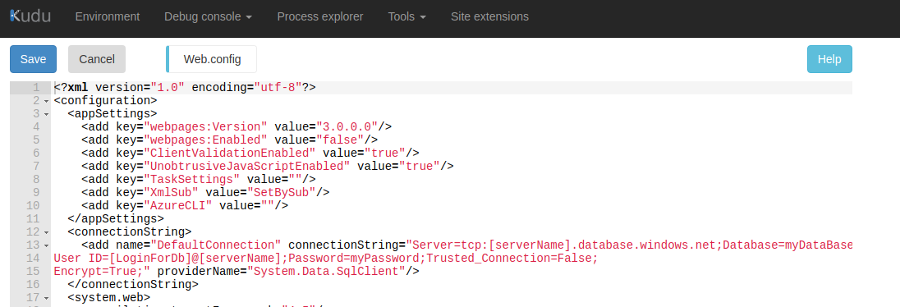 Kudu Environment Debug console Process explorer Tools Site extensions
Save Cancel Web.config Help
1 <?xml version="1.0" encoding="utf-8"?>
2 <configuration>
3 <appSettings>
4 <add key="webpages:Version" value="3.0.0.0"/>
5 <add key="webpages:Enabled" value="false"/>
6 <add key="ClientValidationEnabled" value="true"/>
7 <add key="UnobtrusiveJavaScriptEnabled" value="true"/>
8 <add key="TaskSettings" value=""/>
9 <add key="XmlSub" value="SetBySub"/>
10 <add key="AzureCLI" value=""/>
11 </appSettings>
12 <connectionString>
13 <add name="DefaultConnection" connectionString="Server=tcp:[serverName].database.windows.net;Database=myDataBase
14 User ID=[LoginForDb]@[serverName];Password=myPassword;Trusted_Connection=False;
15 Encrypt=True;" providerName="System.Data.SqlClient"/>
16 </connectionString>
17 <system.web>